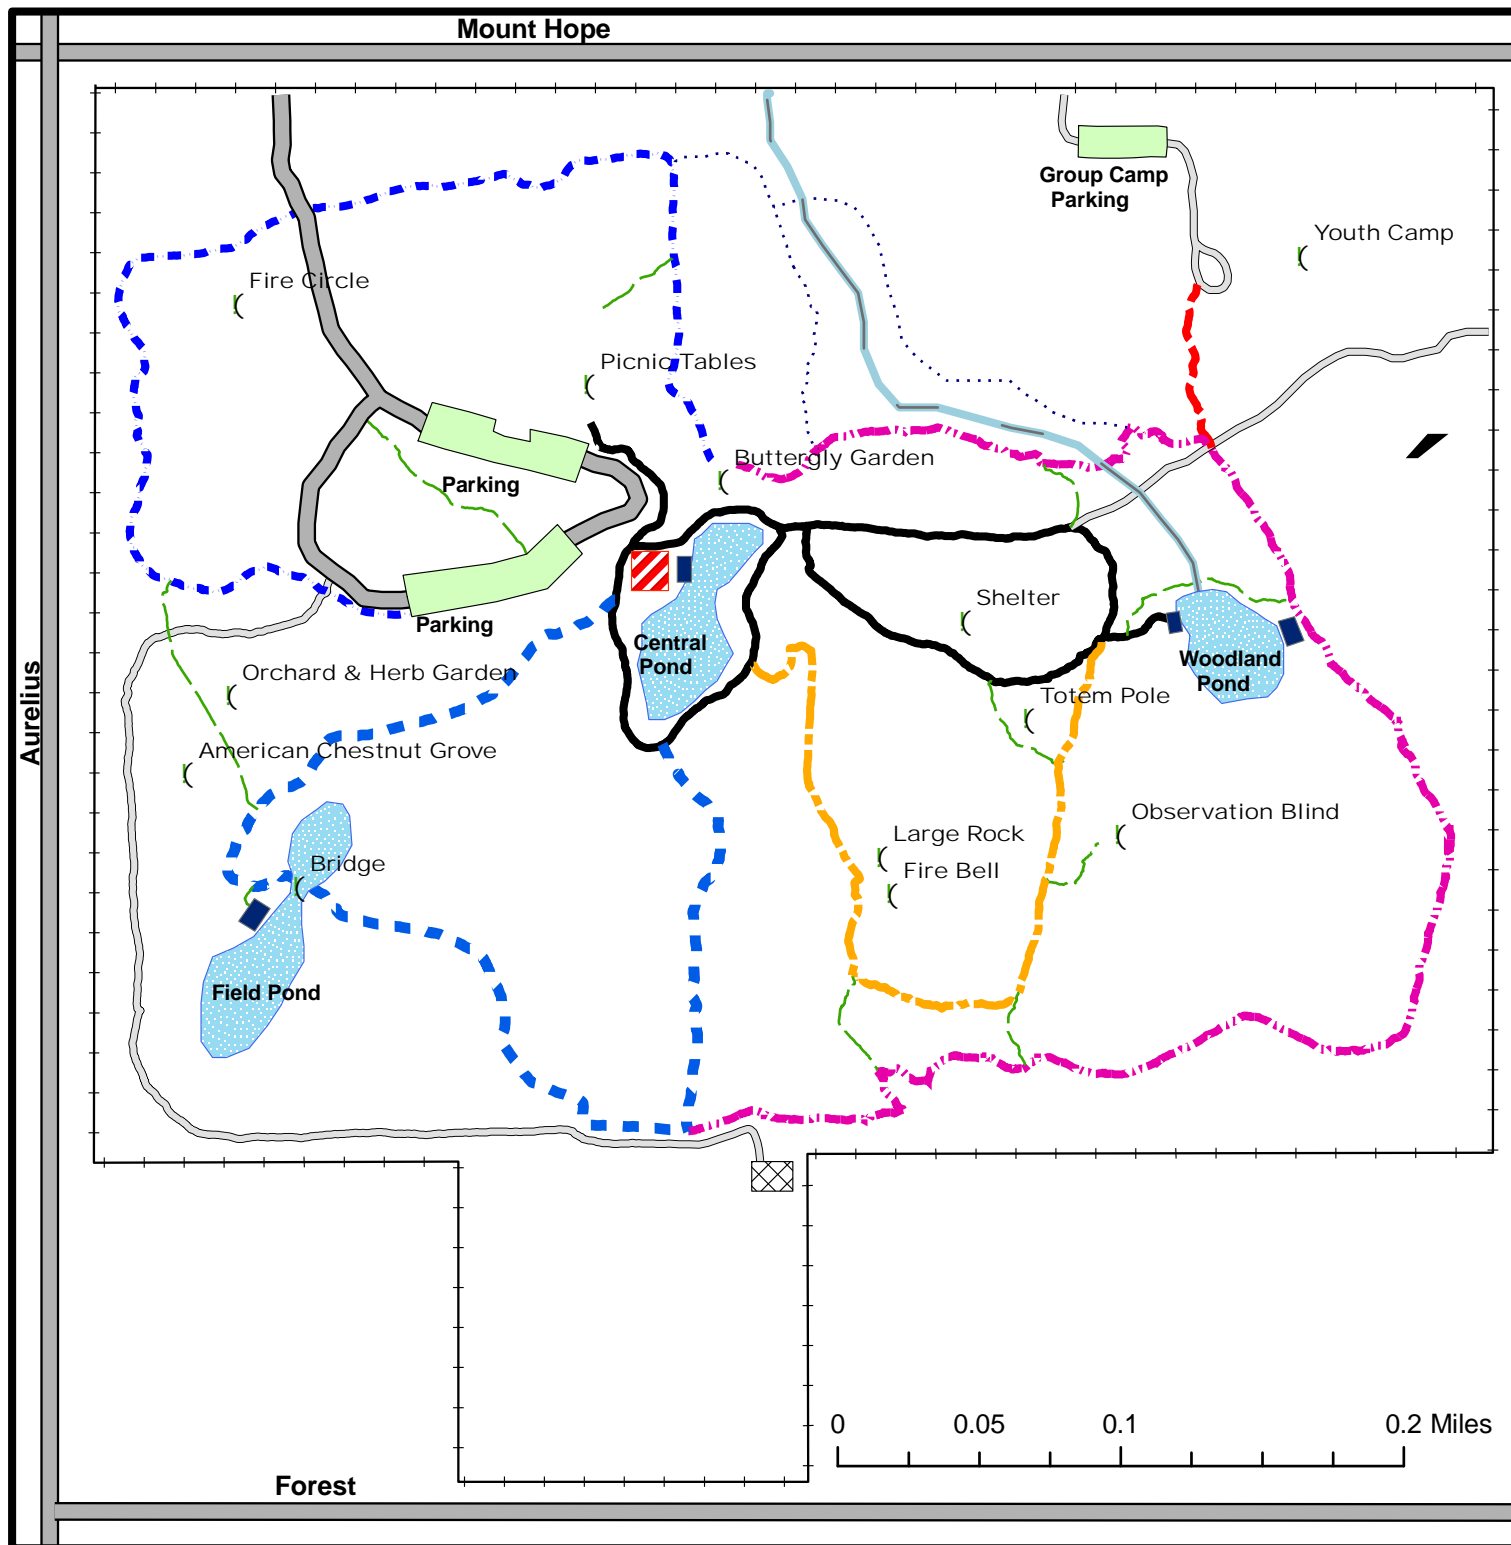 Mount Hope
Group Camp
Parking
Youth Camp
Fire Circle
Picnic Tables
Buttergly Garden
Parking
Shelter
Parking
Central
Pond
Woodland
Pond
Orchard & Herb Garden
Totem Pole
Aurelius
American Chestnut Grove
Observation Blind
Large Rock
Bridge
Fire Bell
Field Pond
0 0.05 0.1 0.2 Miles
Forest